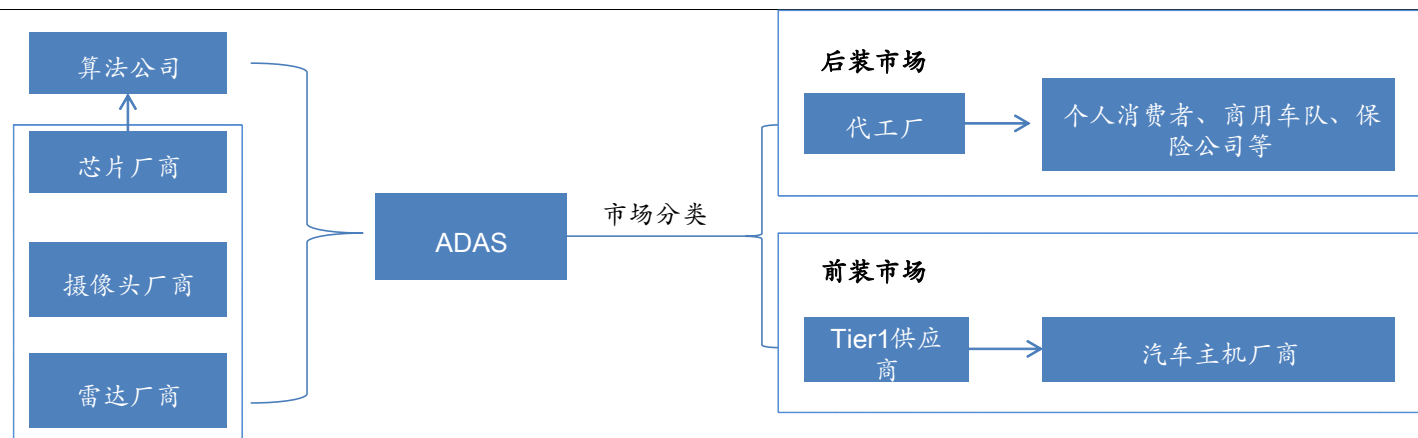 算法公司
芯片厂商
摄像头厂商
雷达厂商
ADAS
市场分类
后装市场
代工厂
个人消费者、商用车队、保
险公司等
前装市场
Tier1供应
商
汽车主机厂商